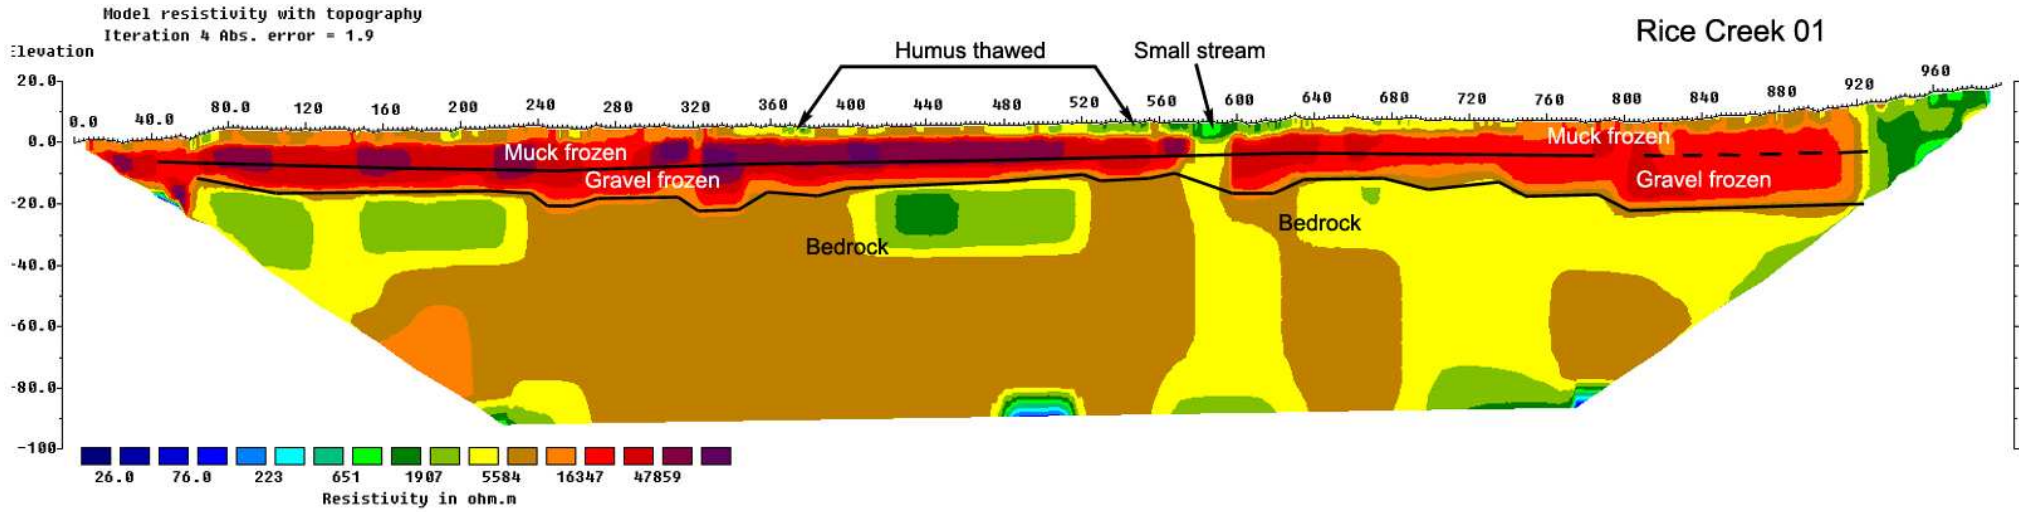 Model resistivity with topography
Iteration 4 Abs. error = 1.9
Elevation
Rice Creek 01
Humus thawed
Small stream
20.0
0.0
-20.0
-40.0
-60.0
-80.0
-100
0.0 40.0 80.0 120 160 200 240 280 320 360 400 440 480 520 560 600 640 680 720 760 800 840 880 920 960
Muck frozen
Muck frozen
Gravel frozen
Gravel frozen
Bedrock
Bedrock
26.0 76.0 223 651 1907 5584 16347 47859
Resistivity in ohm.m